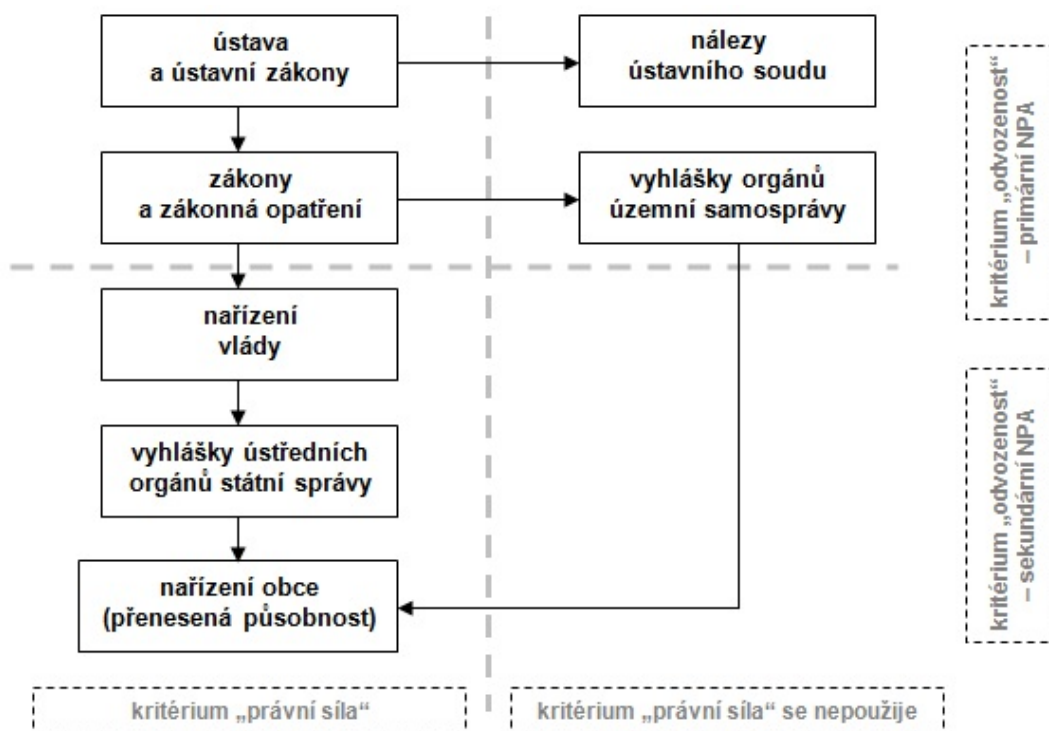 ústava
a ústavní zákony
nálezy
ústavního soudu
zákony
a zákonná opatření
vyhlášky orgánů
územní samosprávy
nařízení
vlády
vyhlášky ústředních
orgánů státní správy
nařízení obce
(přenesená působnost)
kritérium „právní síla“
kritérium „právní síla“ se nepoužije
kritérium „odvozenost“
– primární NPA
kritérium „odvozenost“
– sekundární NPA